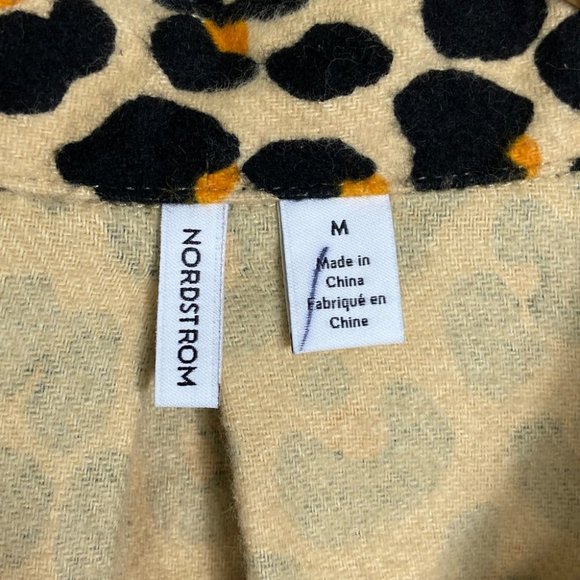 NORDSTROM
M
Made in
China
Fabriqué en
Chine